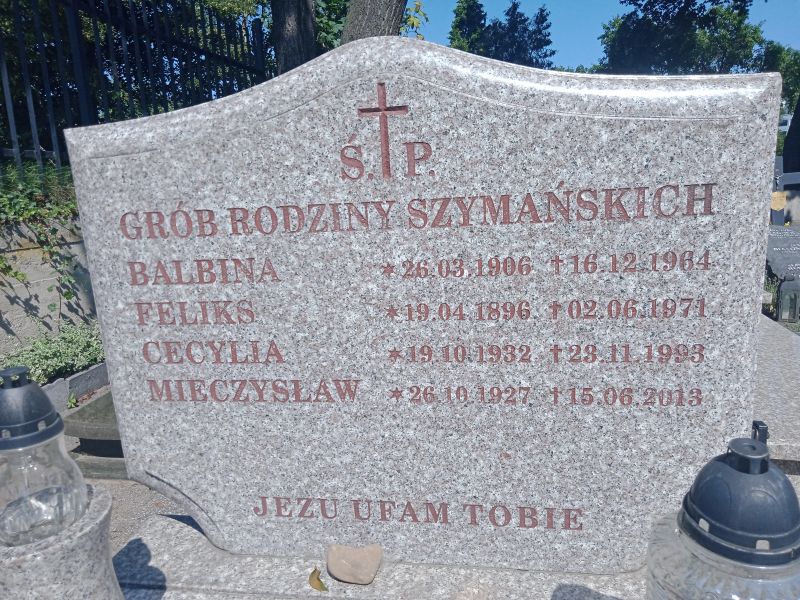 Ś. P.
GRÓB RODZINY SZYMAŃSKICH
BALBINA *26.03.1906 †16.12.1964
FELIKS *19.04.1896 †02.06.1971
CECYLIA *19.10.1932 †23.11.1993
MIECZYSŁAW *26.10.1927 †15.06.2013
JEZU UFAM TOBIE